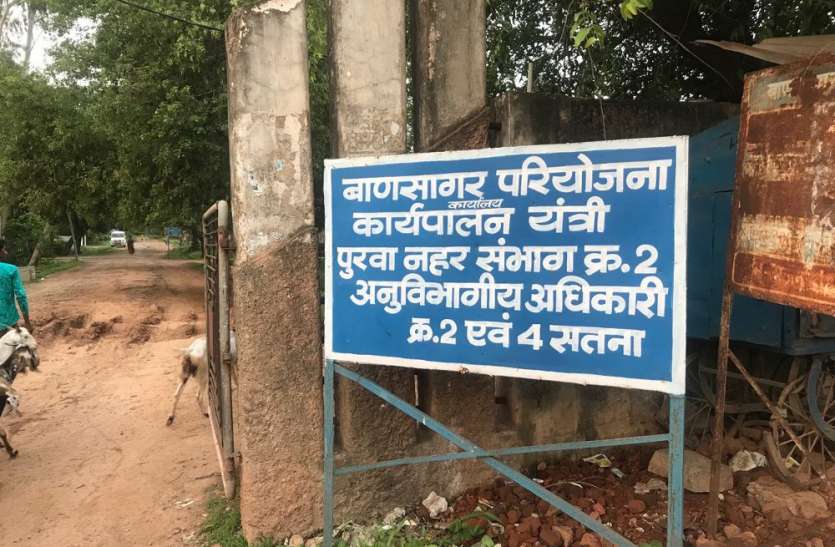 बाणसागर परियोजना
कार्यालय
कार्यपालन यंत्री
पुरवा नहर संभाग क्र.2
अनुविभागीय अधिकारी
क्र.2 एवं 4 सतना